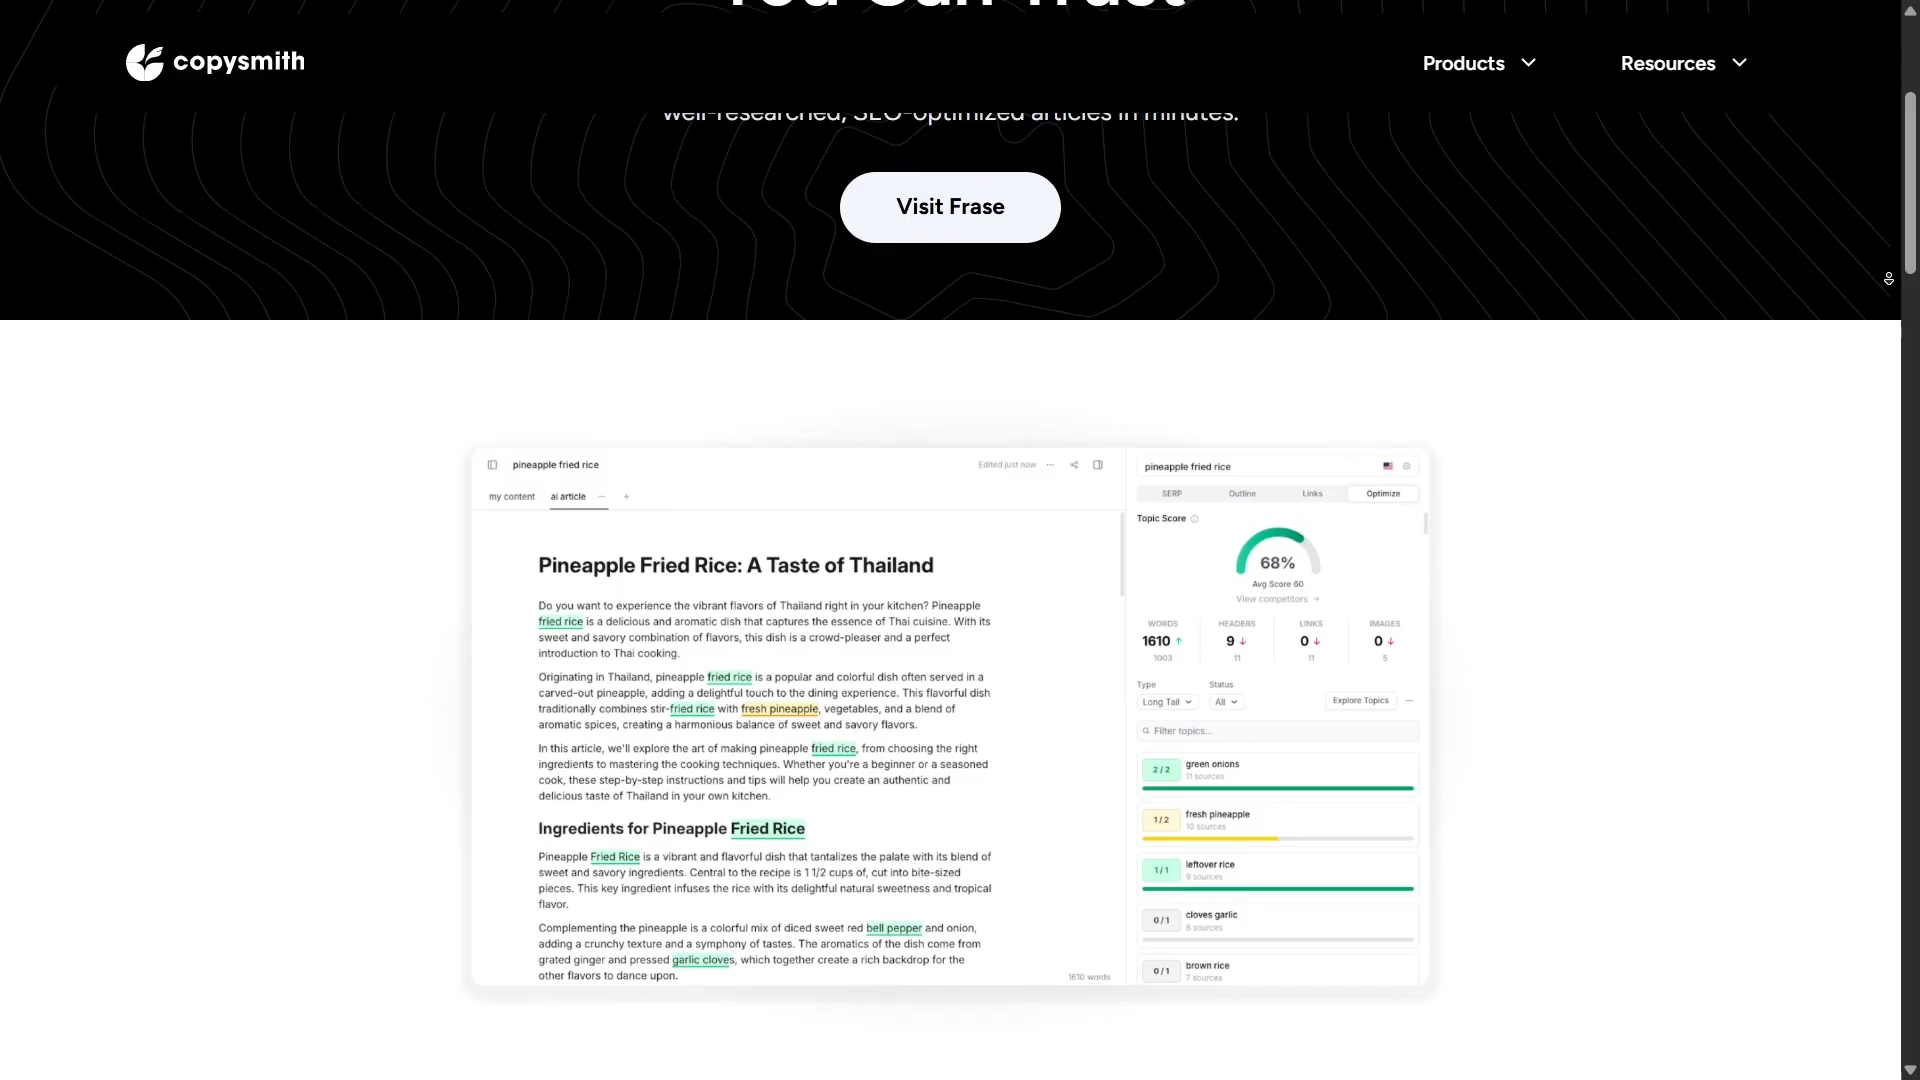 You Can Trust
copysmith
Products
Resources
well-researched, SEO-optimized articles in minutes.
Visit Frase
pineapple fried rice
Edited just now
my content
ai article
Pineapple Fried Rice: A Taste of Thailand
Do you want to experience the vibrant flavors of Thailand right in your kitchen? Pineapple
fried rice is a delicious and aromatic dish that captures the essence of Thai cuisine. With its
sweet and savory combination of flavors, this dish is a crowd-pleaser and a perfect
introduction to Thai cooking.
Originating in Thailand, pineapple fried rice is a popular and colorful dish often served in a
carved-out pineapple, adding a delightful touch to the dining experience. This flavorful dish
traditionally combines stir-fried rice with fresh pineapple, vegetables, and a blend of
aromatic spices, creating a harmonious balance of sweet and savory flavors.
In this article, we'll explore the art of making pineapple fried rice, from choosing the right
ingredients to mastering the cooking techniques. Whether you're a beginner or a seasoned
cook, these step-by-step instructions and tips will help you create an authentic and
delicious taste of Thailand in your own kitchen.
Ingredients for Pineapple Fried Rice
Pineapple Fried Rice is a vibrant and flavorful dish that tantalizes the palate with its blend of
sweet and savory ingredients. Central to the recipe is 1 1/2 cups of, cut into bite-sized
pieces. This key ingredient infuses the rice with its delightful natural sweetness and tropical
flavor.
Complementing the pineapple is a colorful mix of diced sweet red bell pepper and onion,
adding a crunchy texture and a symphony of tastes. The aromatics of the dish come from
grated ginger and pressed garlic cloves, which together create a rich backdrop for the
other flavors to dance upon.
1610 words
pineapple fried rice
SERP
Outline
Links
Optimize
Topic Score
68%
Avg Score 60
View competitors →
WORDS
HEADERS
LINKS
IMAGES
1610 ↑
9 ↓
0 ↓
0 ↓
1003
11
11
5
Type
Status
Long Tail
All
Explore Topics
Filter topics...
2 / 2
green onions
11 sources
1 / 2
fresh pineapple
10 sources
1 / 1
leftover rice
9 sources
0 / 1
cloves garlic
8 sources
0 / 1
brown rice
7 sources